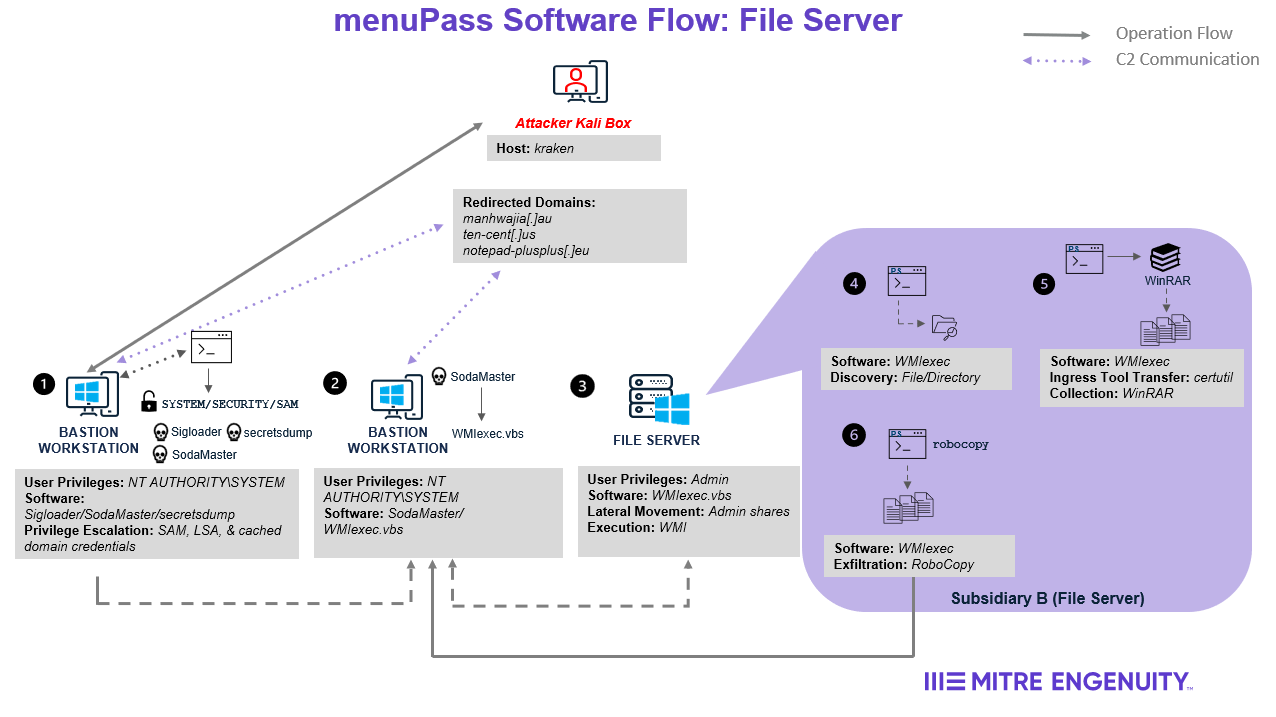 menuPass Software Flow: File Server
Operation Flow
C2 Communication
Attacker Kali Box
Host: kraken
Redirected Domains:
manhwajia[.]au
ten-cent[.]us
notepad-plusplus[.]eu
1
>_
SYSTEM/SECURITY/SAM
Sigloader
secretsdump
SodaMaster
BASTION
WORKSTATION
User Privileges: NT AUTHORITY\SYSTEM
Software:
Sigloader/SodaMaster/secretsdump
Privilege Escalation: SAM, LSA, & cached
domain credentials
2
SodaMaster
WMIexec.vbs
BASTION
WORKSTATION
User Privileges: NT
AUTHORITY\SYSTEM
Software: SodaMaster/
WMIexec.vbs
3
FILE SERVER
User Privileges: Admin
Software: WMIexec.vbs
Lateral Movement: Admin shares
Execution: WMI
4
PS
>_
Software: WMIexec
Discovery: File/Directory
5
PS
>_
WinRAR
Software: WMIexec
Ingress Tool Transfer: certutil
Collection: WinRAR
6
PS
>_
robocopy
Software: WMIexec
Exfiltration: RoboCopy
Subsidiary B (File Server)
MITRE ENGENUITY™